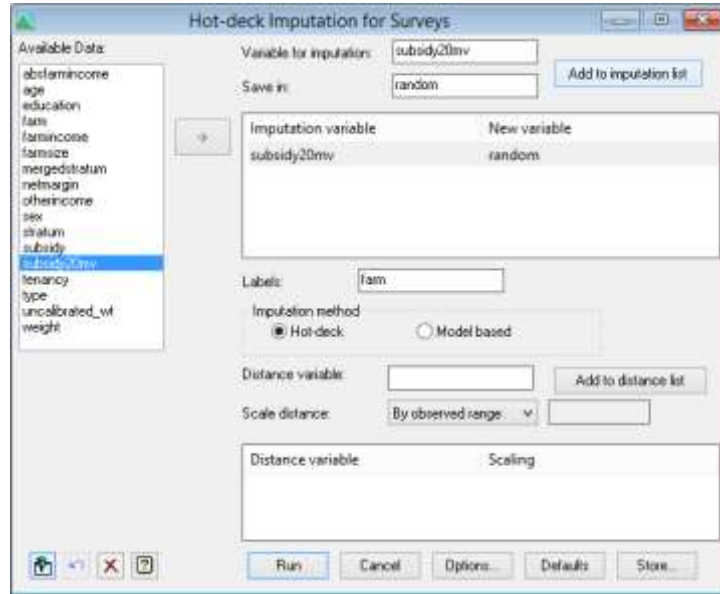 Hot-deck Imputation for Surveys
Available Data:
absfarmincome
age
education
farm
farmincome
farmsize
mergedstratum
netmargin
otherincome
sex
stratum
subsidy
subsidy20mv
tenancy
type
uncalibrated_wt
weight
Variable for imputation: subsidy20mv
Save in: random
Add to imputation list
Imputation variable New variable
subsidy20mv random
Labels: farm
Imputation method
Hot-deck Model based
Distance variable: Add to distance list
Scale distance: By observed range
Distance variable Scaling
Run Cancel Options... Defaults Store...